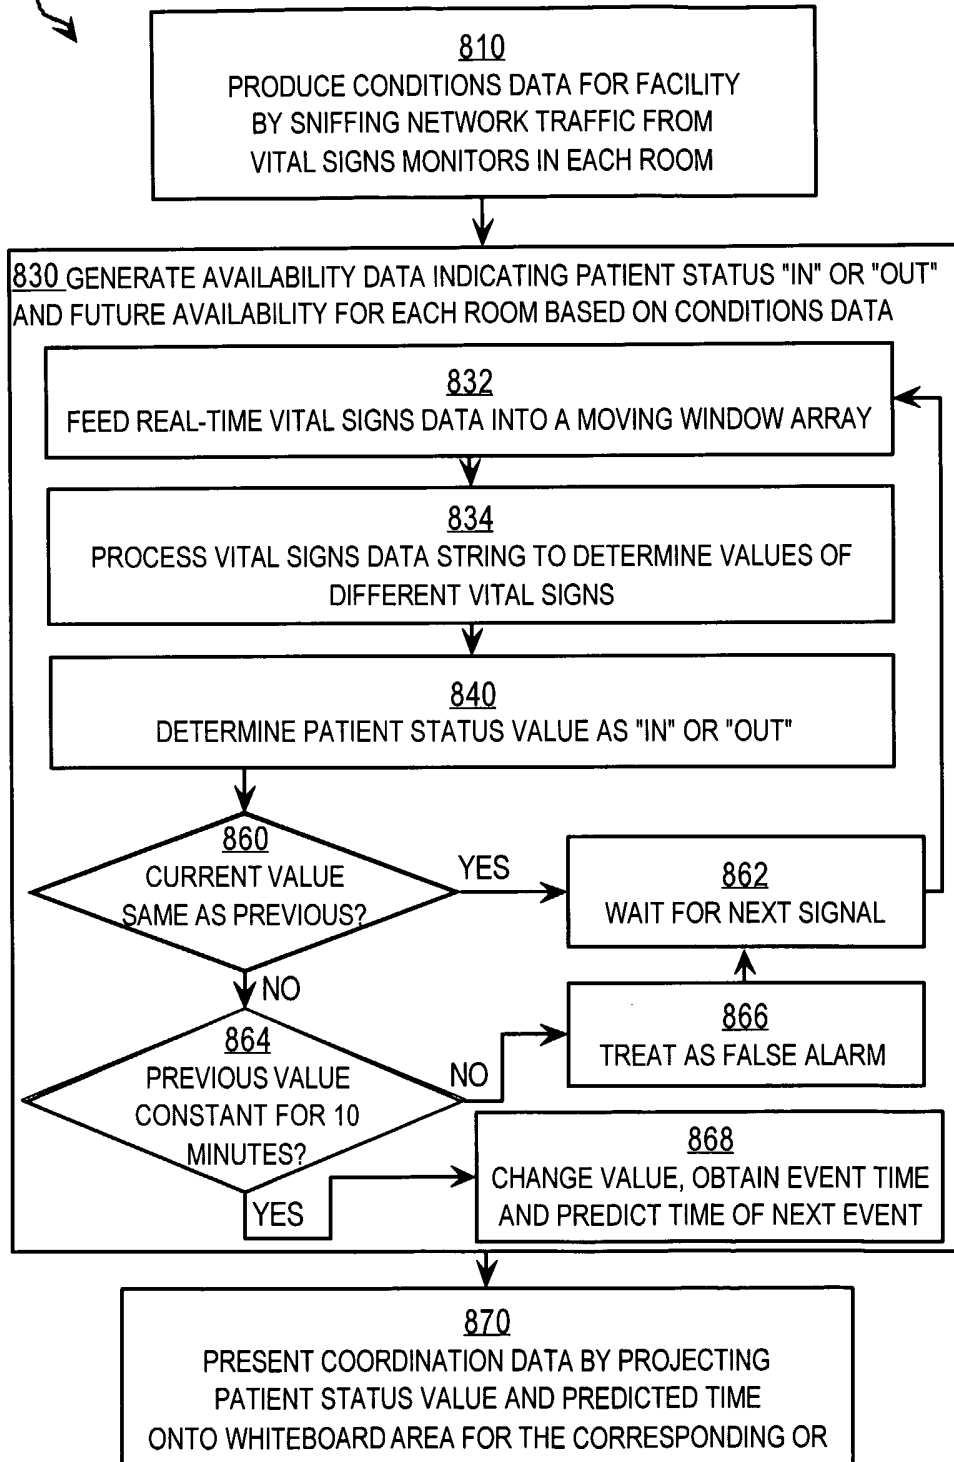 810
PRODUCE CONDITIONS DATA FOR FACILITY
BY SNIFFING NETWORK TRAFFIC FROM
VITAL SIGNS MONITORS IN EACH ROOM
830 GENERATE AVAILABILITY DATA INDICATING PATIENT STATUS "IN" OR "OUT"
AND FUTURE AVAILABILITY FOR EACH ROOM BASED ON CONDITIONS DATA
832
FEED REAL-TIME VITAL SIGNS DATA INTO A MOVING WINDOW ARRAY
834
PROCESS VITAL SIGNS DATA STRING TO DETERMINE VALUES OF
DIFFERENT VITAL SIGNS
840
DETERMINE PATIENT STATUS VALUE AS "IN" OR "OUT"
860
CURRENT VALUE
SAME AS PREVIOUS?
YES
862
WAIT FOR NEXT SIGNAL
NO
864
PREVIOUS VALUE
CONSTANT FOR 10
MINUTES?
NO
866
TREAT AS FALSE ALARM
YES
868
CHANGE VALUE, OBTAIN EVENT TIME
AND PREDICT TIME OF NEXT EVENT
870
PRESENT COORDINATION DATA BY PROJECTING
PATIENT STATUS VALUE AND PREDICTED TIME
ONTO WHITEBOARD AREA FOR THE CORRESPONDING OR